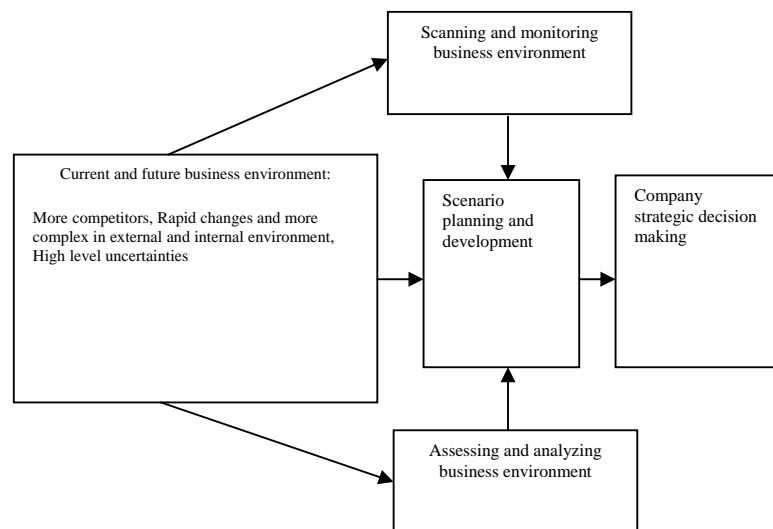 Scanning and monitoring
business environment
Current and future business environment:
More competitors, Rapid changes and more
complex in external and internal environment,
High level uncertainties
Scenario
planning and
development
Company
strategic decision
making
Assessing and analyzing
business environment